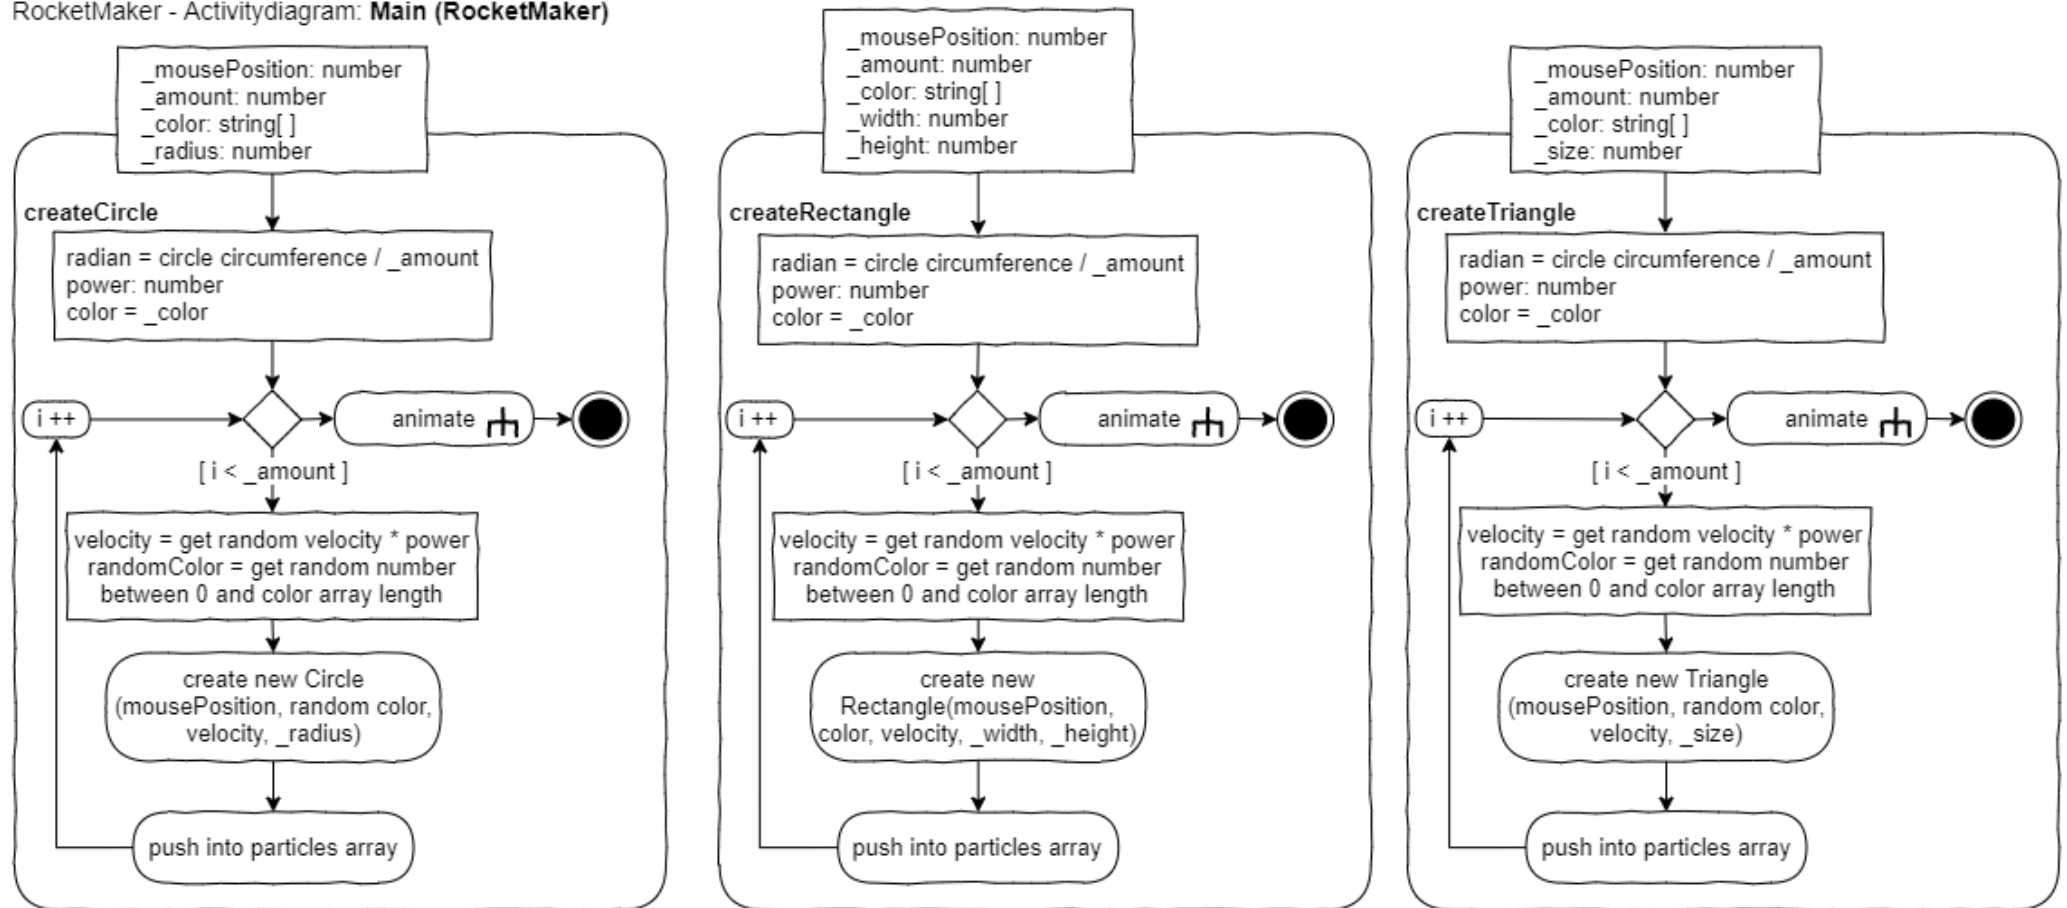 RocketMaker - Activitydiagram: Main (RocketMaker)
_mousePosition: number
_amount: number
_color: string[ ]
_radius: number
createCircle
radian = circle circumference / _amount
power: number
color = _color
i ++
animate
[ i < _amount ]
velocity = get random velocity * power
randomColor = get random number
between 0 and color array length
create new Circle
(mousePosition, random color,
velocity, _radius)
push into particles array
_mousePosition: number
_amount: number
_color: string[ ]
_width: number
_height: number
createRectangle
radian = circle circumference / _amount
power: number
color = _color
i ++
animate
[ i < _amount ]
velocity = get random velocity * power
randomColor = get random number
between 0 and color array length
create new
Rectangle(mousePosition,
color, velocity, _width, _height)
push into particles array
_mousePosition: number
_amount: number
_color: string[ ]
_size: number
createTriangle
radian = circle circumference / _amount
power: number
color = _color
i ++
animate
[ i < _amount ]
velocity = get random velocity * power
randomColor = get random number
between 0 and color array length
create new Triangle
(mousePosition, random color,
velocity, _size)
push into particles array